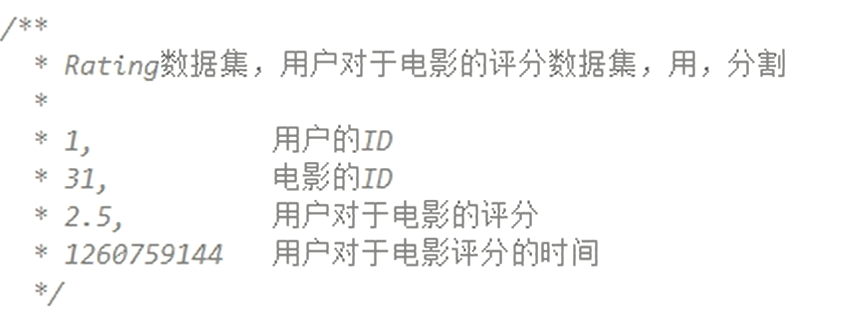 /**
* Rating数据集，用户对于电影的评分数据集，用，分割
*
* 1,    用户的ID
* 31,    电影的ID
* 2.5,    用户对于电影的评分
* 1260759144    用户对于电影评分的时间
*/